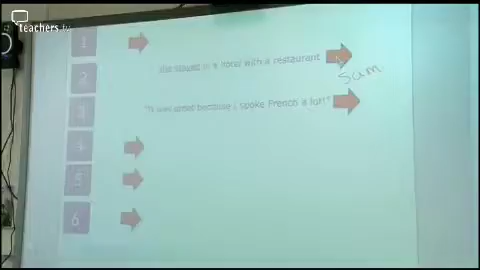 teachers.tv
1
She stayed in a hotel with a restaurant
Sam
2
"It was great because I spoke French a lot!"
3
4
5
6